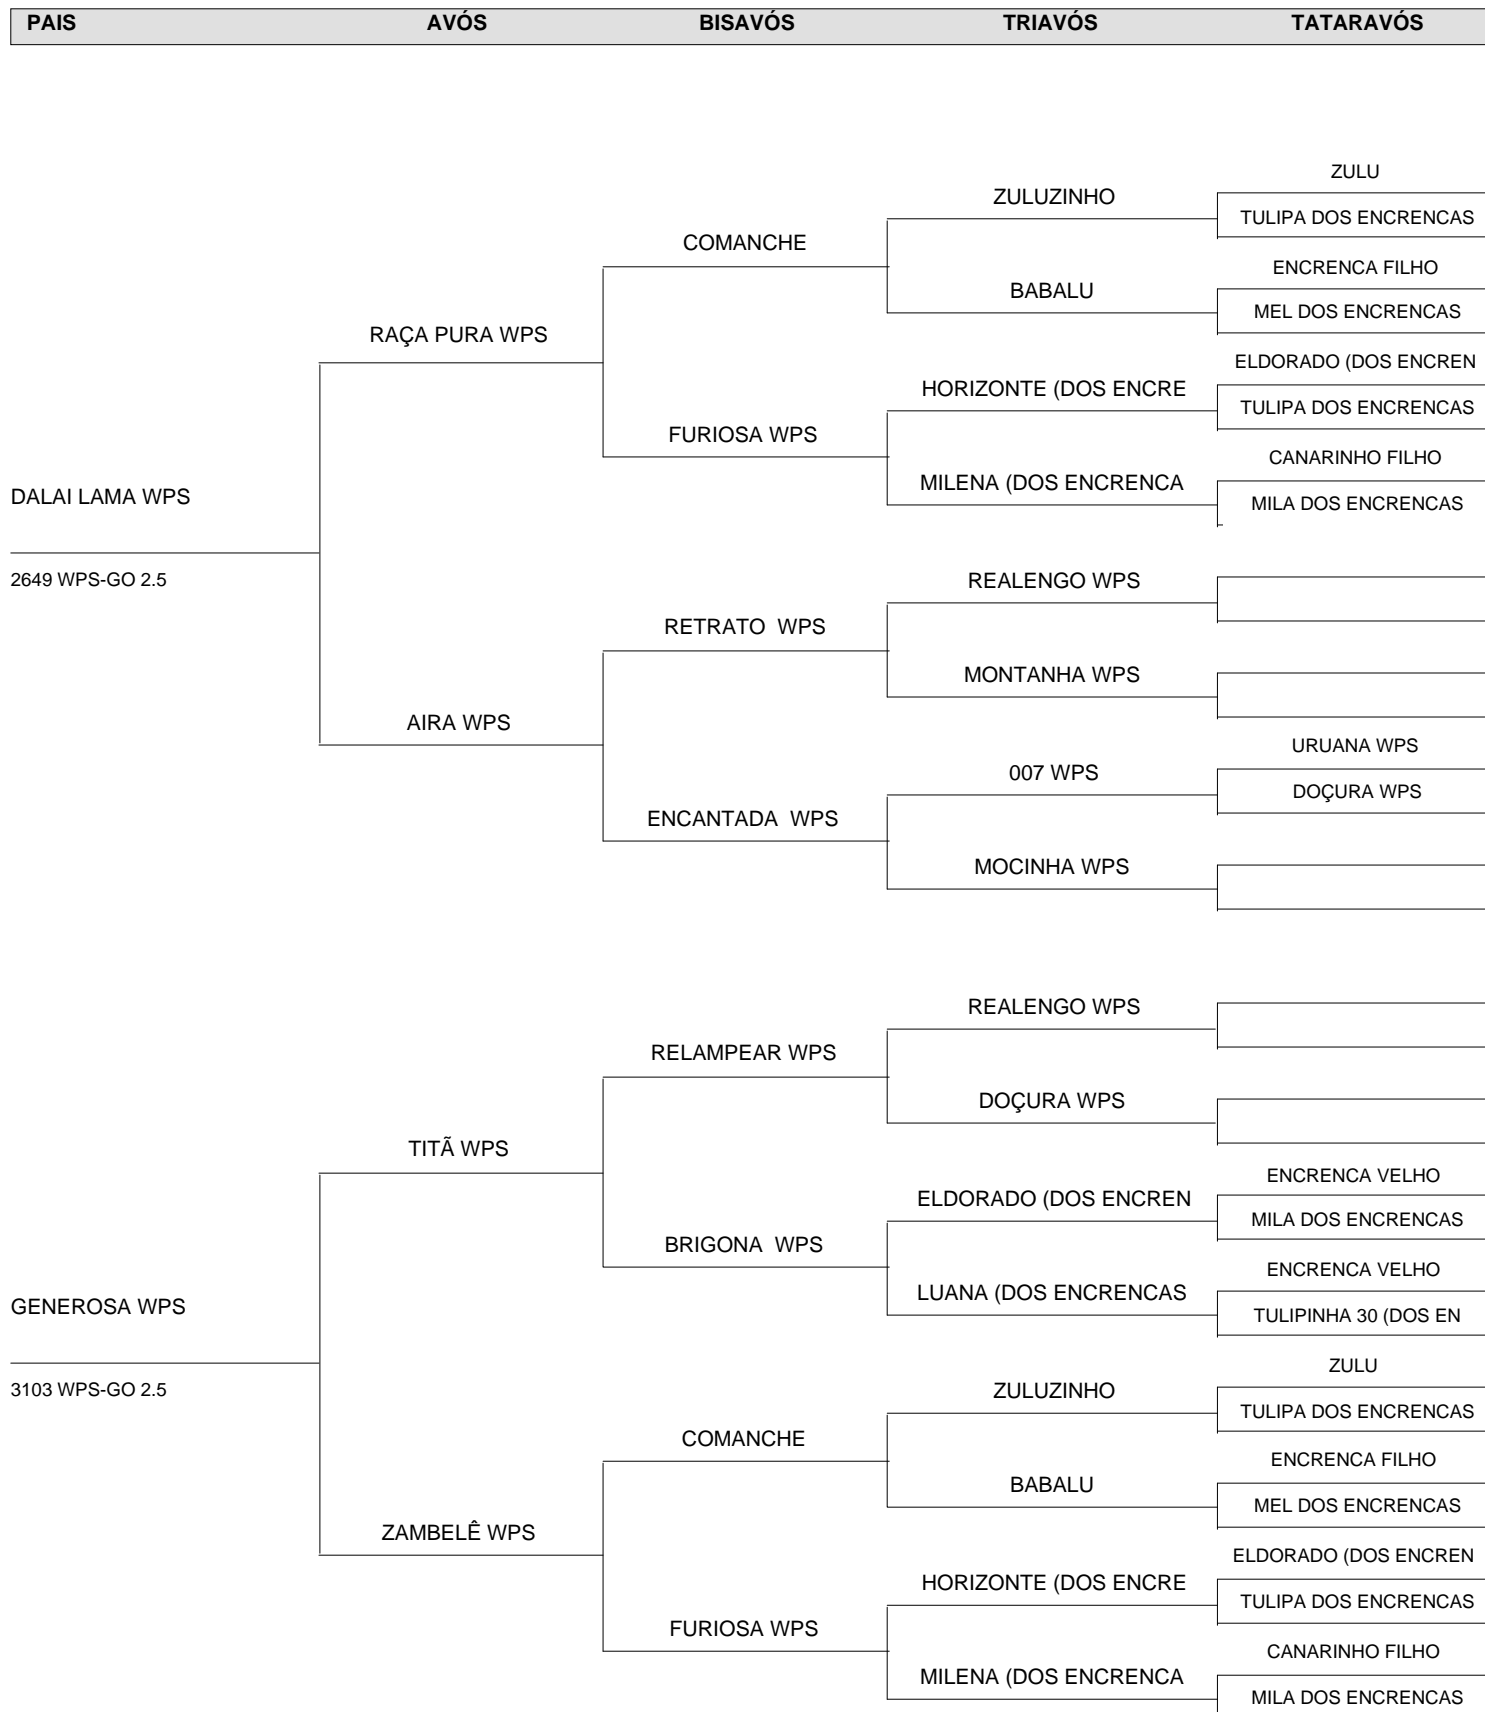 PAIS AVÓS BISAVÓS TRIAVÓS TATARAVÓS
ZULU
ZULUZINHO
TULIPA DOS ENCRENCAS
COMANCHE
ENCRENCA FILHO
BABALU
MEL DOS ENCRENCAS
RAÇA PURA WPS
ELDORADO (DOS ENCREN
HORIZONTE (DOS ENCRE
TULIPA DOS ENCRENCAS
FURIOSA WPS
CANARINHO FILHO
MILENA (DOS ENCRENCA
MILA DOS ENCRENCAS
DALAI LAMA WPS
2649 WPS-GO 2.5
REALENGO WPS
RETRATO WPS
MONTANHA WPS
AIRA WPS
URUANA WPS
007 WPS
DOÇURA WPS
ENCANTADA WPS
MOCINHA WPS
REALENGO WPS
RELAMPEAR WPS
DOÇURA WPS
TITÃ WPS
ENCRENCA VELHO
ELDORADO (DOS ENCREN
MILA DOS ENCRENCAS
BRIGONA WPS
ENCRENCA VELHO
LUANA (DOS ENCRENCAS
TULIPINHA 30 (DOS EN
GENEROSA WPS
3103 WPS-GO 2.5
ZULU
ZULUZINHO
TULIPA DOS ENCRENCAS
COMANCHE
ENCRENCA FILHO
BABALU
MEL DOS ENCRENCAS
ZAMBELÊ WPS
ELDORADO (DOS ENCREN
HORIZONTE (DOS ENCRE
TULIPA DOS ENCRENCAS
FURIOSA WPS
CANARINHO FILHO
MILENA (DOS ENCRENCA
MILA DOS ENCRENCAS